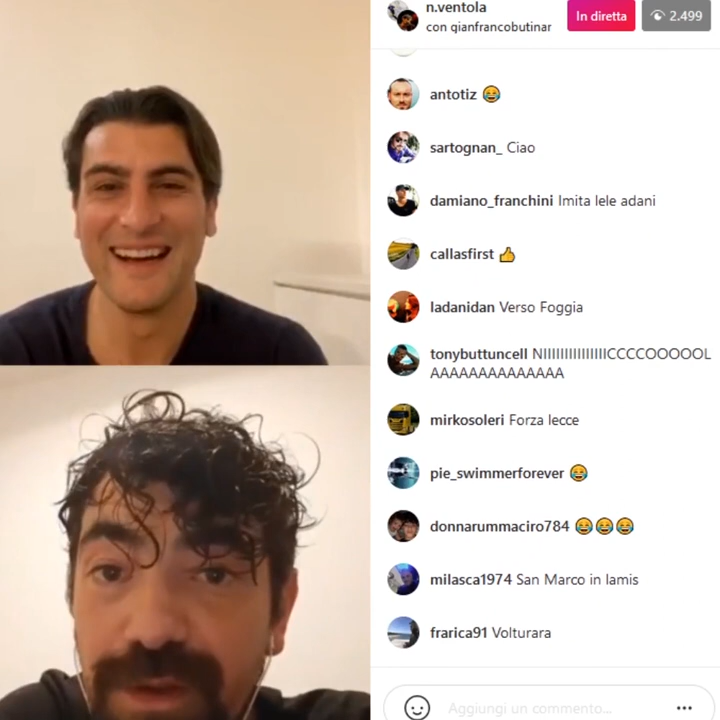 n.ventola
con gianfrancobutinar
In diretta
2.499
antotiz
sartognan_ Ciao
damiano_franchini Imita lele adani
callasfirst
ladanidan Verso Foggia
tonybuttuncell NIIIIIIIIIIIIIIICCCCOOOOOL
AAAAAAAAAAAAAA
mirkosoleri Forza lecce
pie_swimmerforever
donnarummaciro784
milasca1974 San Marco in lamis
frarica91 Volturara
Aggiungi un commento...